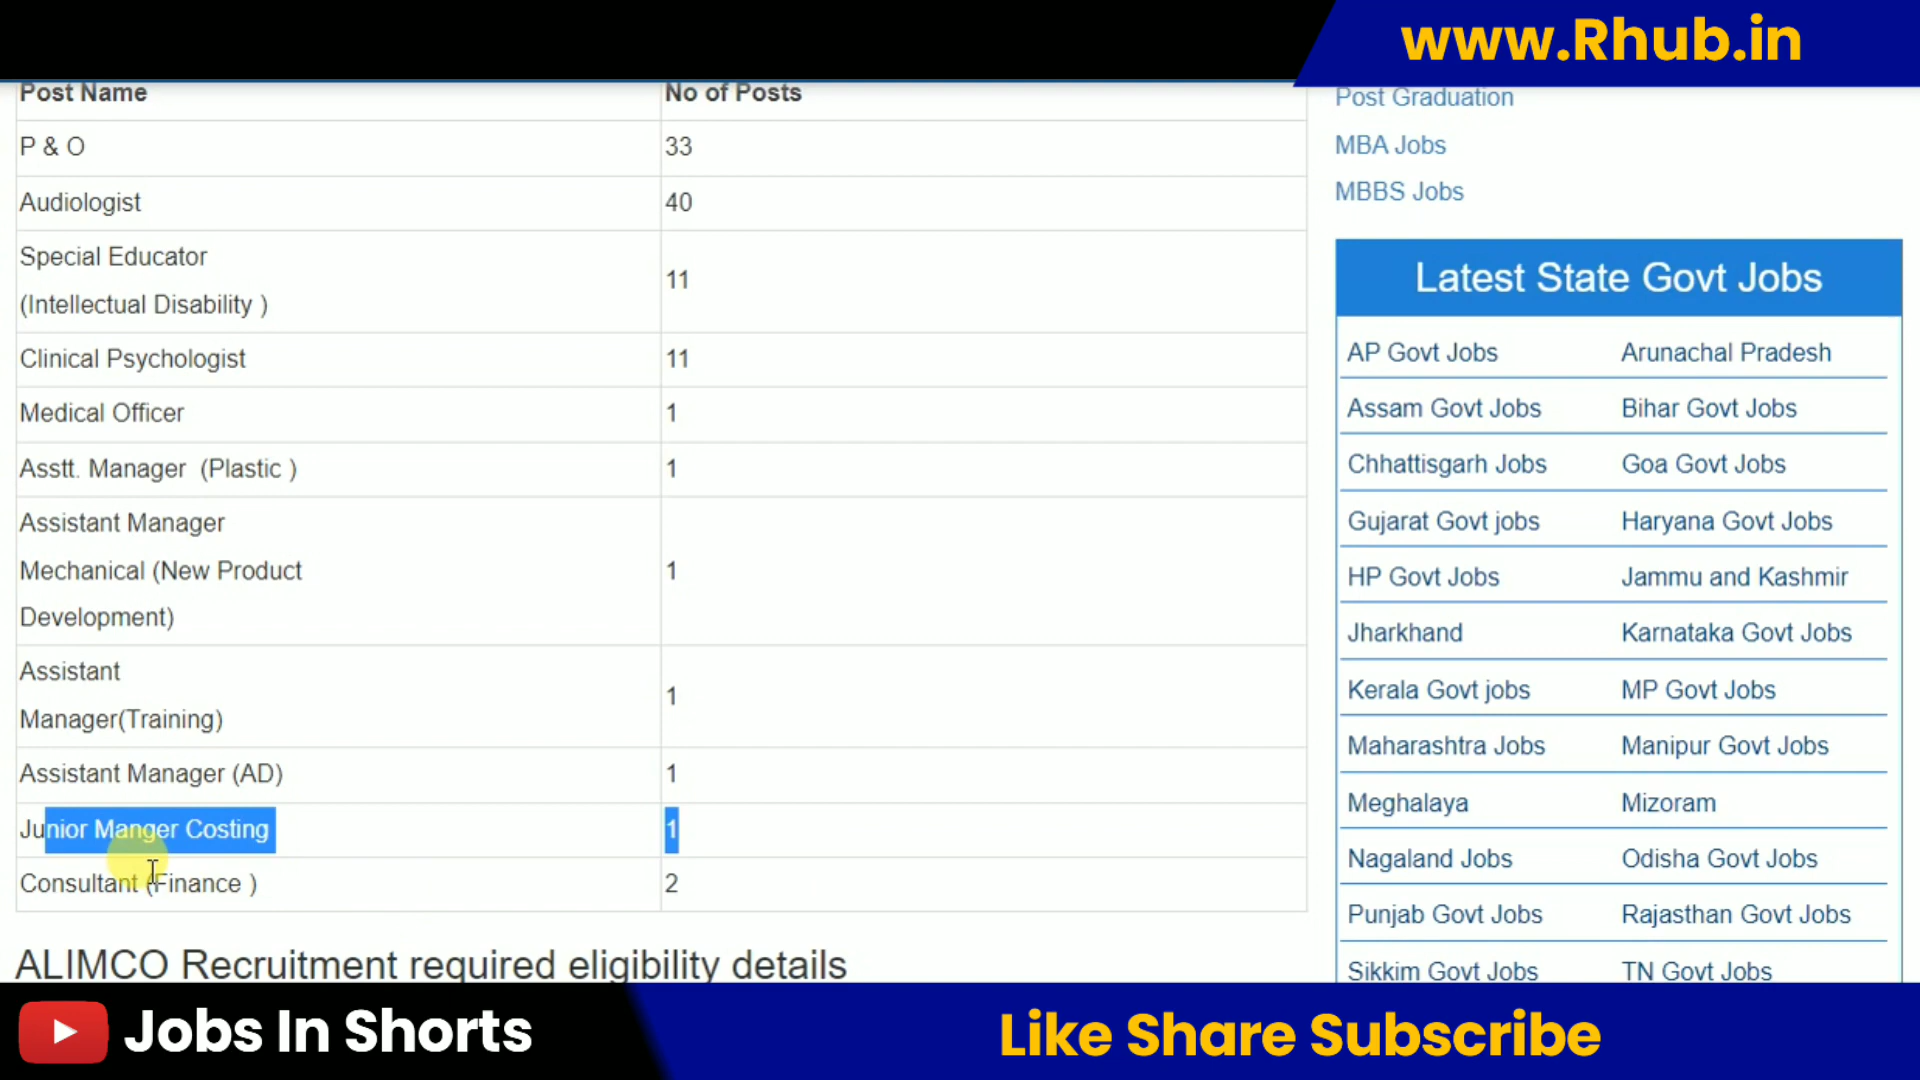 www.Rhub.in
Post Name No of Posts
P & O 33
Audiologist 40
Special Educator
(Intellectual Disability ) 11
Clinical Psychologist 11
Medical Officer 1
Asstt. Manager (Plastic ) 1
Assistant Manager
Mechanical (New Product 1
Development)
Assistant
Manager(Training) 1
Assistant Manager (AD) 1
Junior Manger Costing 1
Consultant (Finance ) 2
ALIMCO Recruitment required eligibility details
Post Graduation
MBA Jobs
MBBS Jobs
Latest State Govt Jobs
AP Govt Jobs Arunachal Pradesh
Assam Govt Jobs Bihar Govt Jobs
Chhattisgarh Jobs Goa Govt Jobs
Gujarat Govt jobs Haryana Govt Jobs
HP Govt Jobs Jammu and Kashmir
Jharkhand Karnataka Govt Jobs
Kerala Govt jobs MP Govt Jobs
Maharashtra Jobs Manipur Govt Jobs
Meghalaya Mizoram
Nagaland Jobs Odisha Govt Jobs
Punjab Govt Jobs Rajasthan Govt Jobs
Sikkim Govt Jobs TN Govt Jobs
Jobs In Shorts
Like Share Subscribe